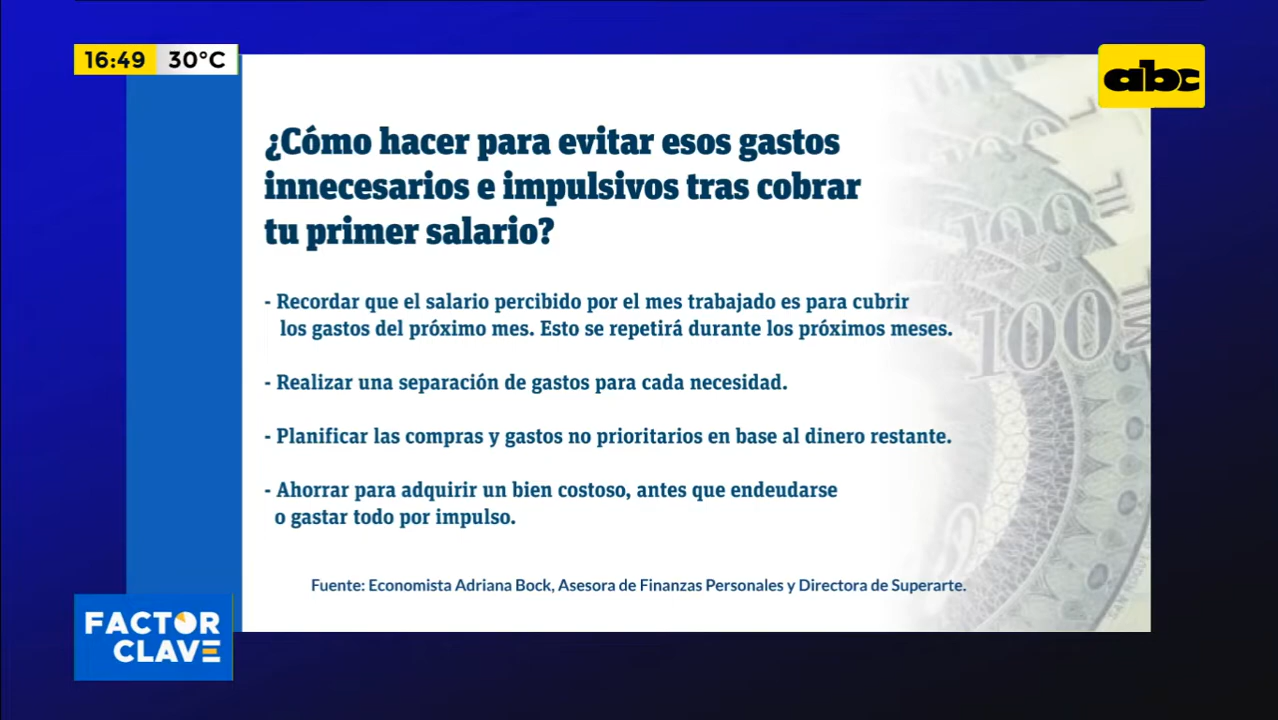 16:49 30°C
abc
¿Cómo hacer para evitar esos gastos
innecesarios e impulsivos tras cobrar
tu primer salario?
- Recordar que el salario percibido por el mes trabajado es para cubrir
los gastos del próximo mes. Esto se repetirá durante los próximos meses.
- Realizar una separación de gastos para cada necesidad.
- Planificar las compras y gastos no prioritarios en base al dinero restante.
- Ahorrar para adquirir un bien costoso, antes que endeudarse
o gastar todo por impulso.
Fuente: Economista Adriana Bock, Asesora de Finanzas Personales y Directora de Superarte.
FACTOR
CLAVE
100
100 MIL